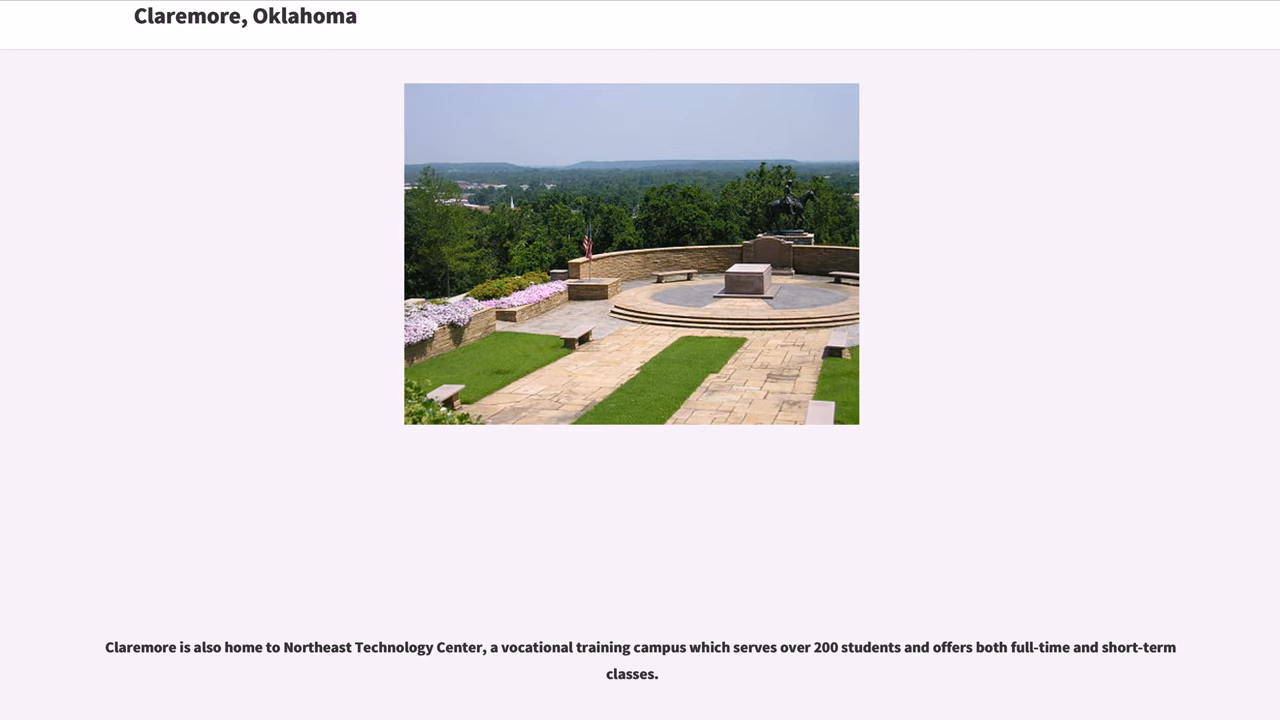 Claremore, Oklahoma
Claremore is also home to Northeast Technology Center, a vocational training campus which serves over 200 students and offers both full-time and short-term
classes.